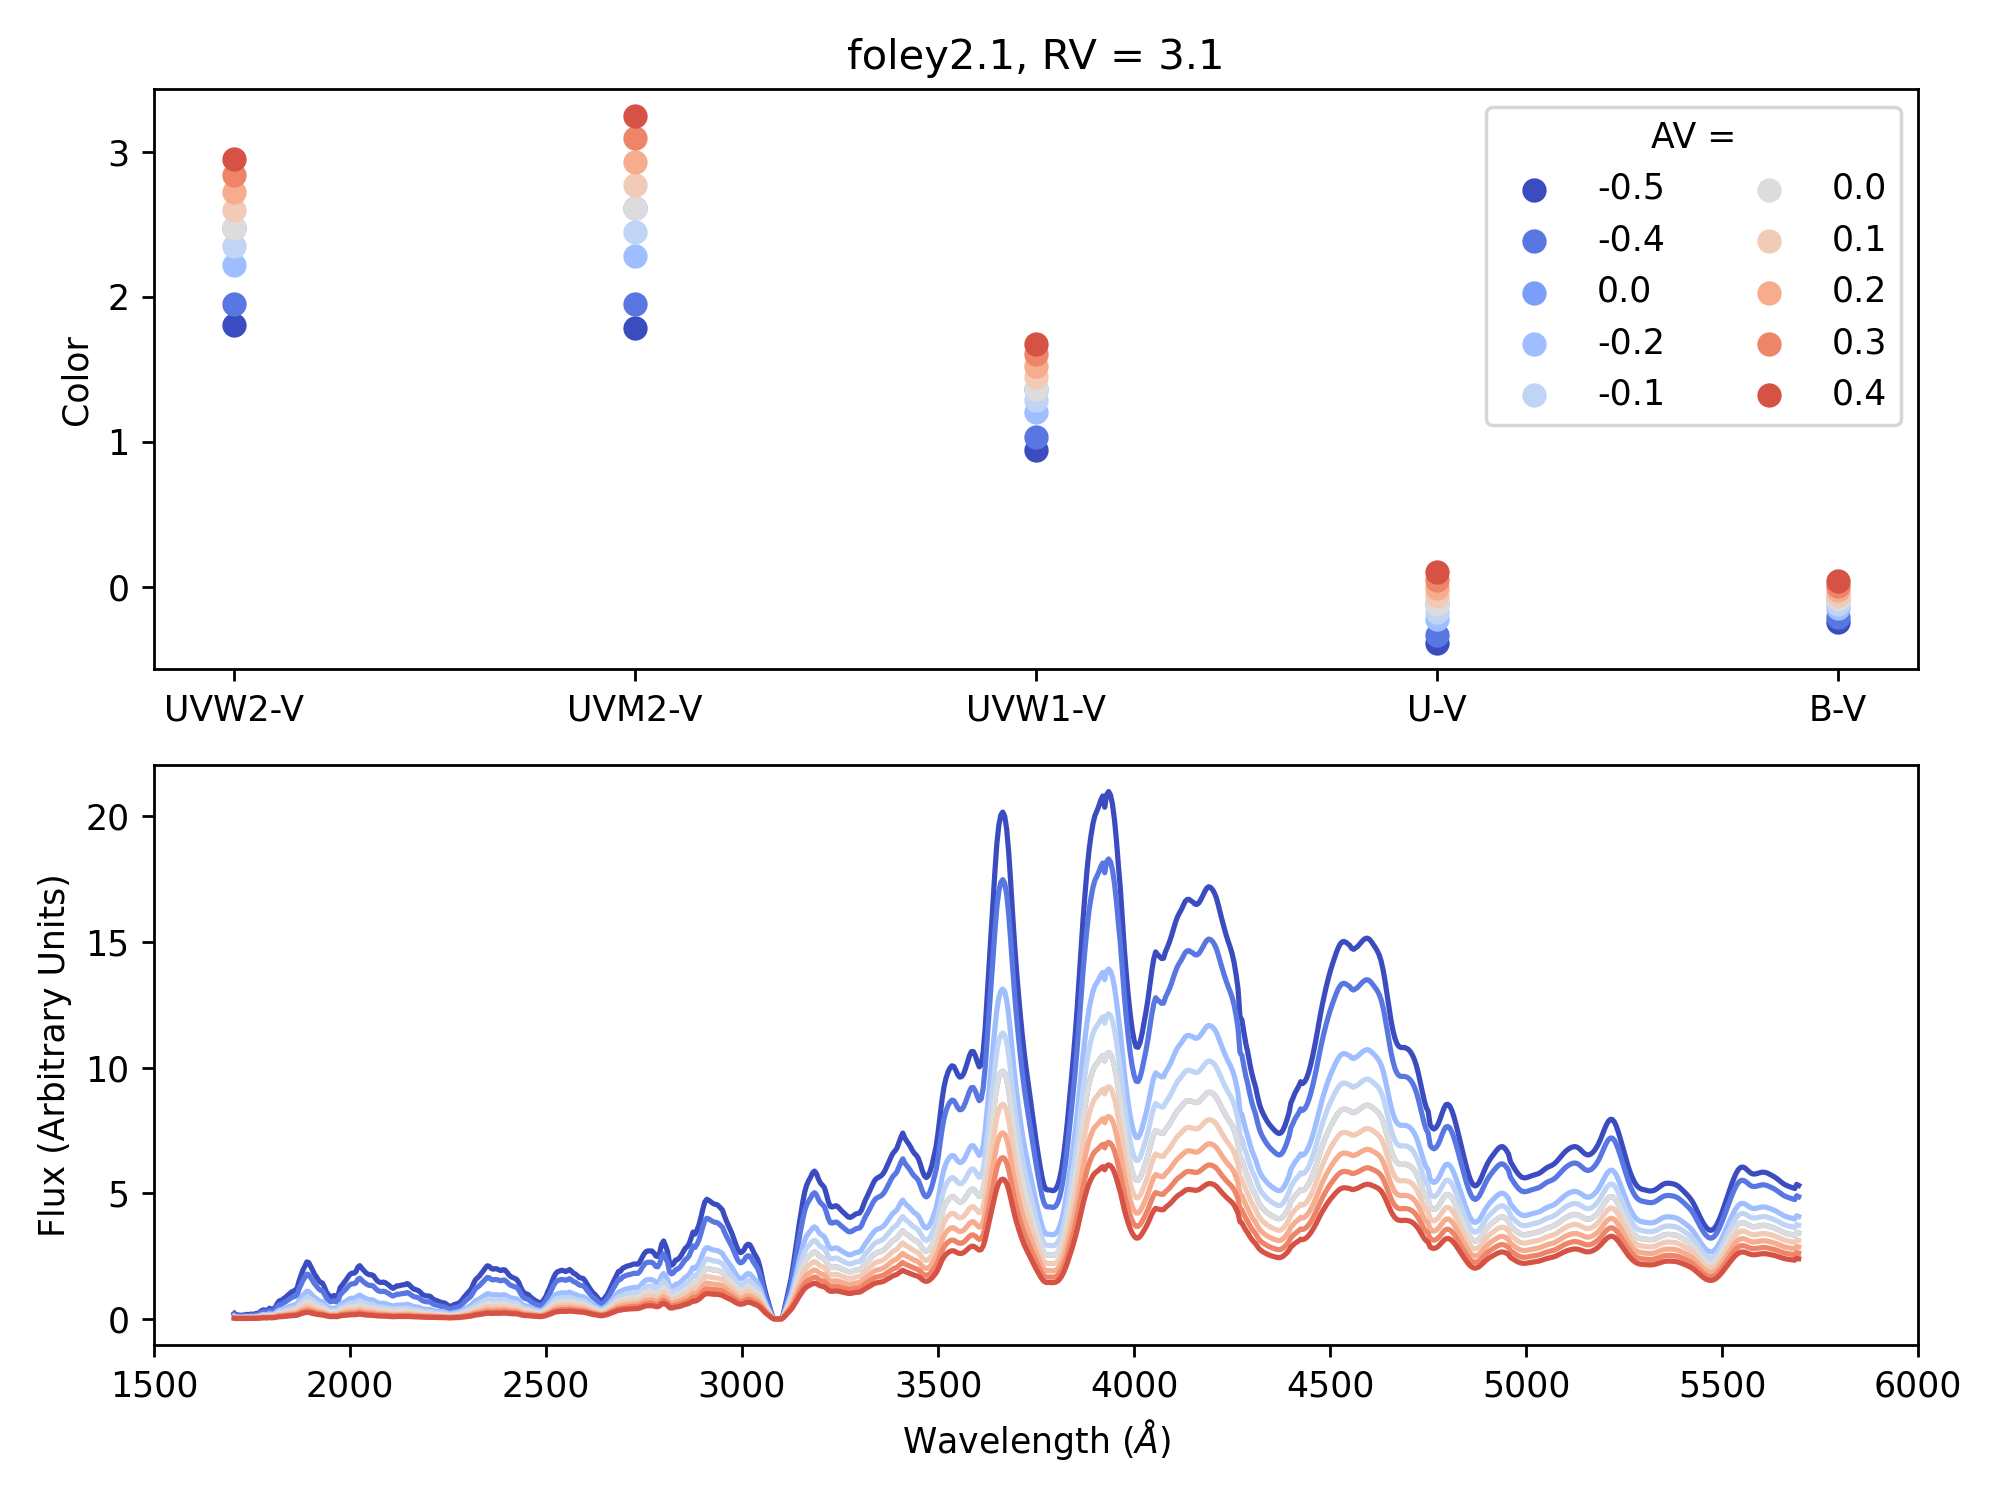 foley2.1, RV = 3.1
Color
3
2
1
0
AV =
-0.5
-0.4
0.0
-0.2
-0.1
0.0
0.1
0.2
0.3
0.4
UVW2-V UVM2-V UVW1-V U-V B-V
Flux (Arbitrary Units)
20
15
10
5
0
1500 2000 2500 3000 3500 4000 4500 5000 5500 6000
Wavelength (Å)